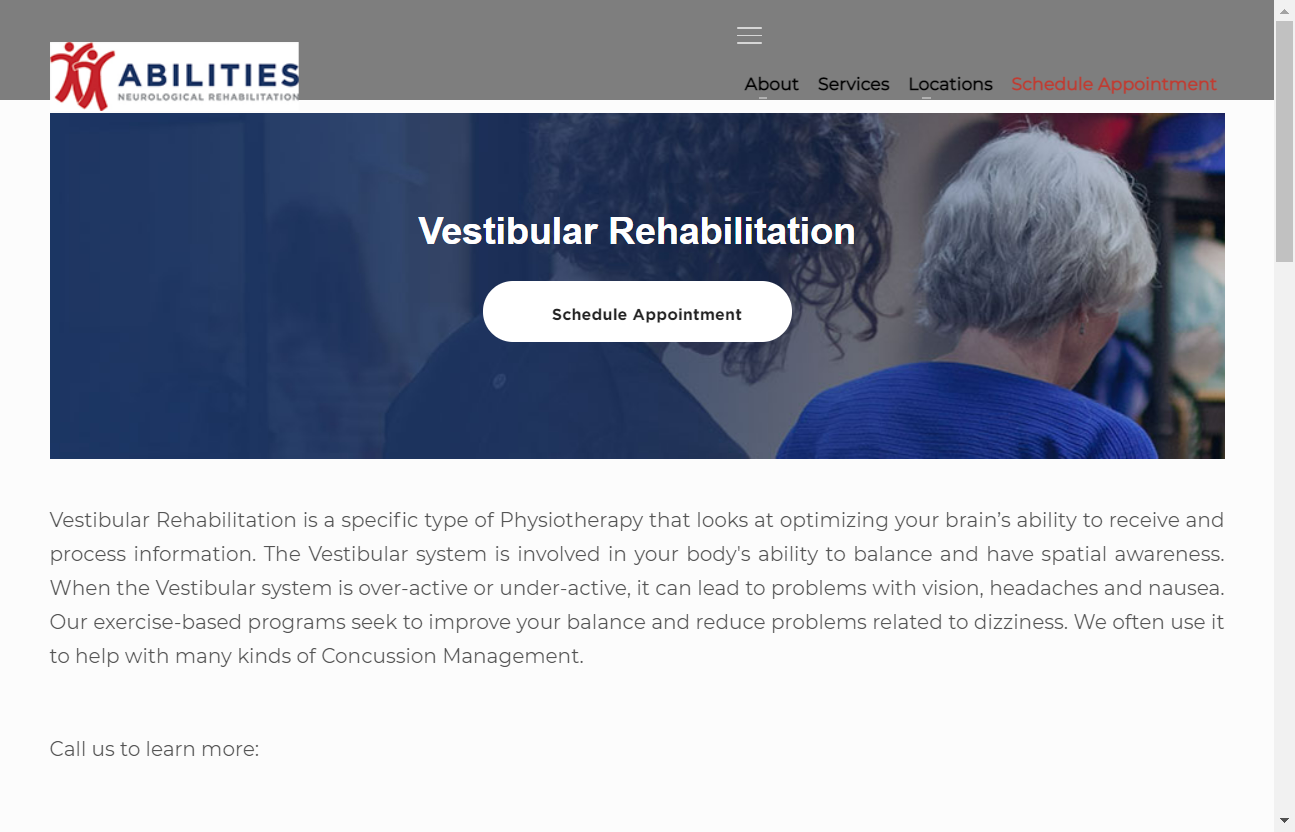 ABILITIES
NEUROLOGICAL REHABILITATION
About Services Locations Schedule Appointment
Vestibular Rehabilitation
Schedule Appointment
Vestibular Rehabilitation is a specific type of Physiotherapy that looks at optimizing your brain’s ability to receive and
process information. The Vestibular system is involved in your body's ability to balance and have spatial awareness.
When the Vestibular system is over-active or under-active, it can lead to problems with vision, headaches and nausea.
Our exercise-based programs seek to improve your balance and reduce problems related to dizziness. We often use it
to help with many kinds of Concussion Management.
Call us to learn more: